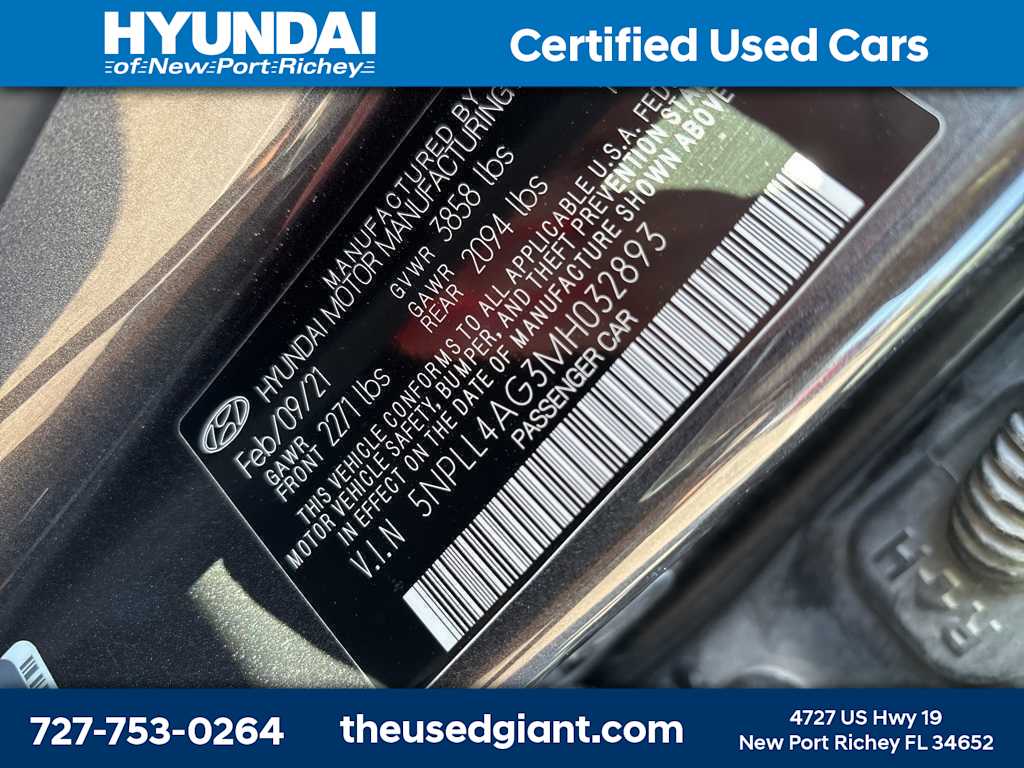 HYUNDAI
of New Port Richey
Certified Used Cars
MANUFACTURED BY
HYUNDAI MOTOR MANUFACTURING
Feb/09/21
GVWR 3858 lbs
GAWR FRONT 2271 lbs
GAWR REAR 2094 lbs
THIS VEHICLE CONFORMS TO ALL APPLICABLE U.S.A. FED
MOTOR VEHICLE SAFETY, BUMPER, AND THEFT PREVENTION STA
IN EFFECT ON THE DATE OF MANUFACTURE SHOWN ABOVE
V.I.N 5NPLL4AG3MH032893
PASSENGER CAR
727-753-0264
theusedgiant.com
4727 US Hwy 19
New Port Richey FL 34652